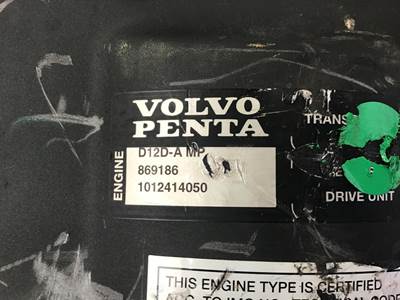 VOLVO
PENTA
ENGINE
D12D-A MP
869186
1012414050
TRANS
DRIVE UNIT
THIS ENGINE TYPE IS CERTIFIED